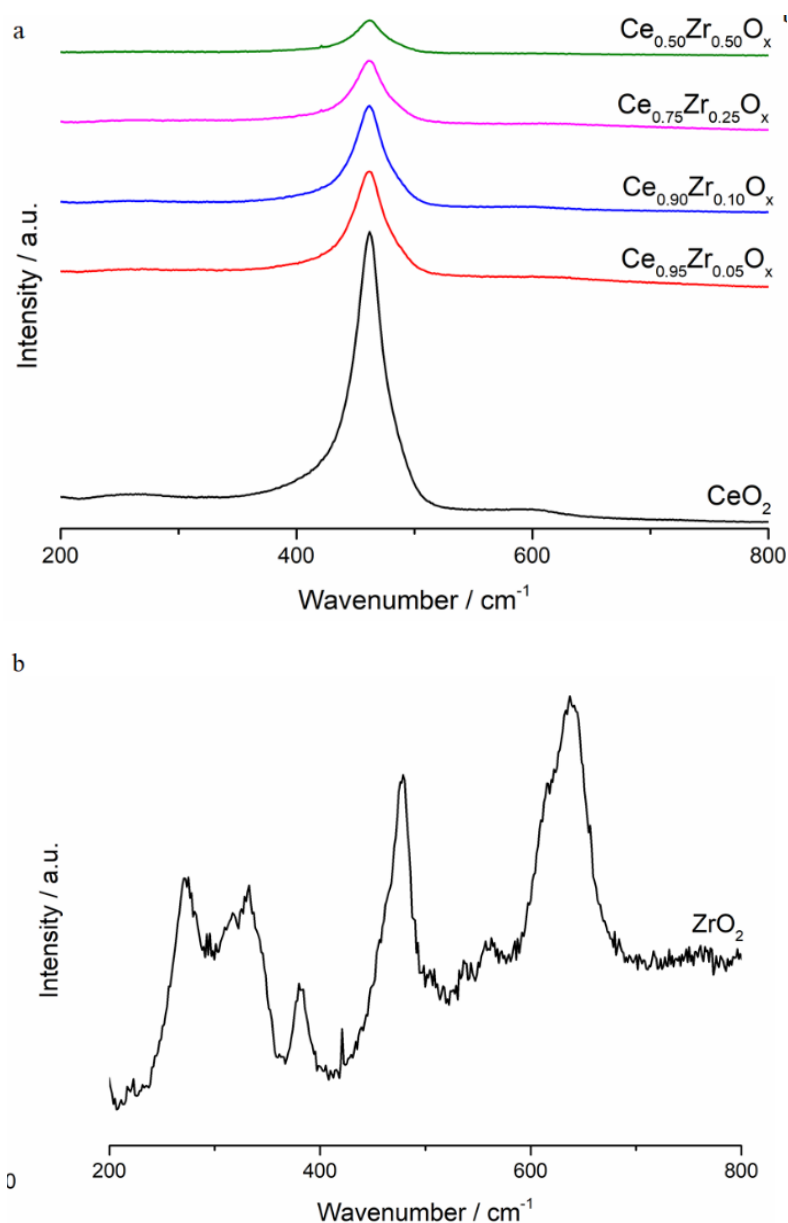 a
Ce₀.₅₀Zr₀.₅₀Oₓ
Ce₀.₇₅Zr₀.₂₅Oₓ
Ce₀.₉₀Zr₀.₁₀Oₓ
Ce₀.₉₅Zr₀.₀₅Oₓ
CeO₂
Intensity / a.u.
200 400 600 800
Wavenumber / cm⁻¹
b
ZrO₂
Intensity / a.u.
200 400 600 800
0
Wavenumber / cm⁻¹